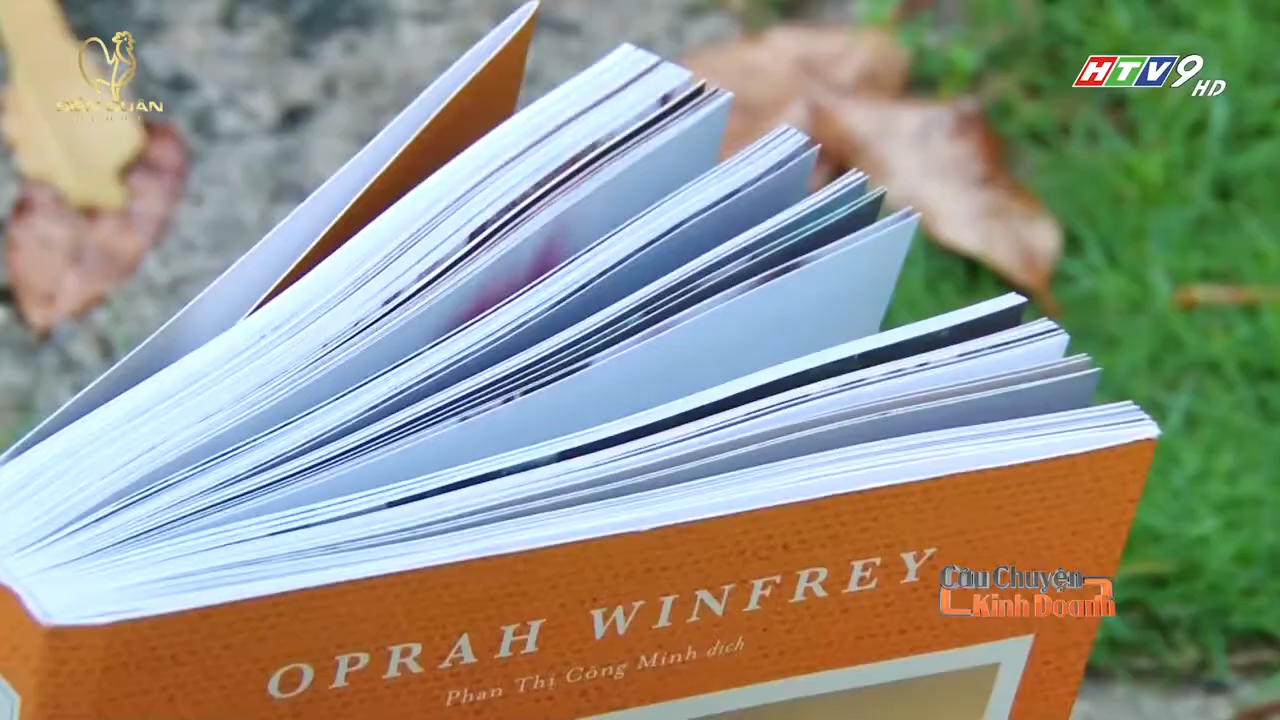 HTV9 HD
OPRAH WINFREY
Phan Thị Công Minh dịch
Câu Chuyện
Kinh Doanh